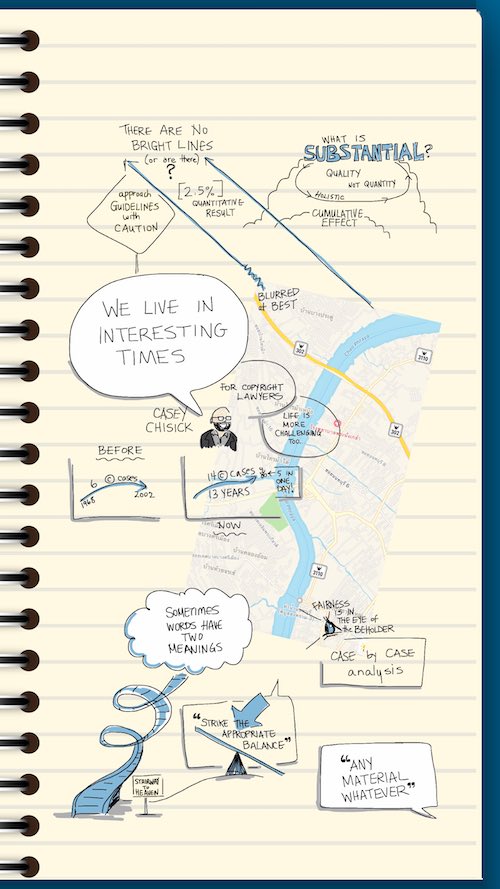 THERE ARE NO
BRIGHT LINES
(or are there)
?
WHAT IS
SUBSTANTIAL?
QUALITY
NOT QUANTITY
HOLISTIC
CUMULATIVE
EFFECT
approach
GUIDELINES
with
CAUTION
[2.5%]
QUANTITATIVE
RESULT
BLURRED
at BEST
WE LIVE IN
INTERESTING
TIMES
302
FOR COPYRIGHT
LAWYERS
CASEY
CHISICK
LIFE IS
MORE
CHALLENGING
TOO.
302
BEFORE
6 © cases
1968
2002
14 © cases
13 YEARS
5 IN
ONE
DAY!
NOW
3110
3110
FAIRNESS
IS IN
THE EYE of
the BEHOLDER
CASE by CASE
analysis
SOMETIMES
WORDS HAVE
TWO
MEANINGS
"STRIKE THE
APPROPRIATE
BALANCE"
STAIRWAY
TO
HEAVEN
"ANY
MATERIAL
WHATEVER"